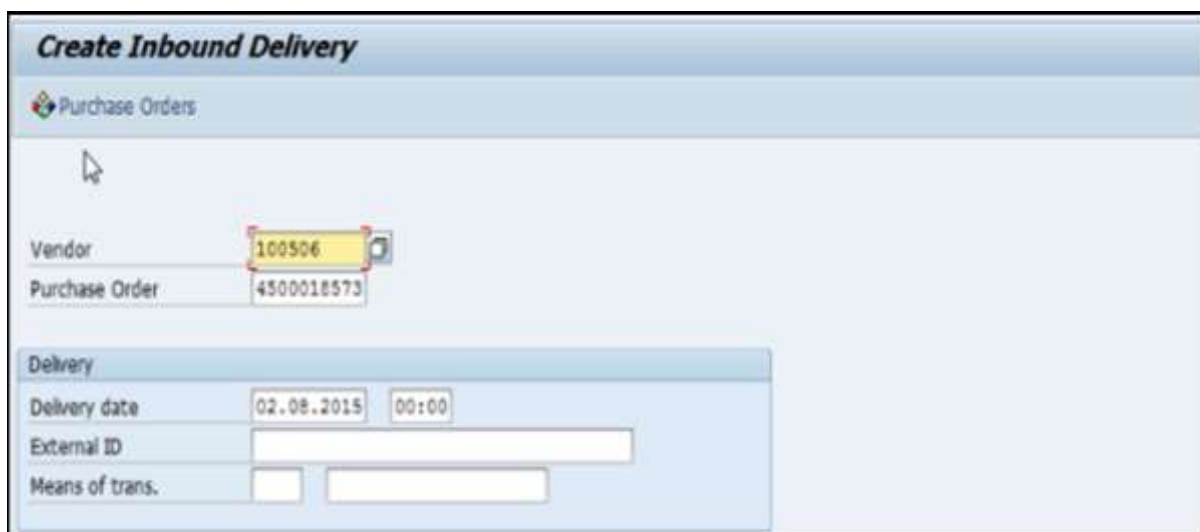 Create Inbound Delivery
Purchase Orders
Vendor 100506
Purchase Order 4500018573
Delivery
Delivery date 02.08.2015 00:00
External ID
Means of trans.